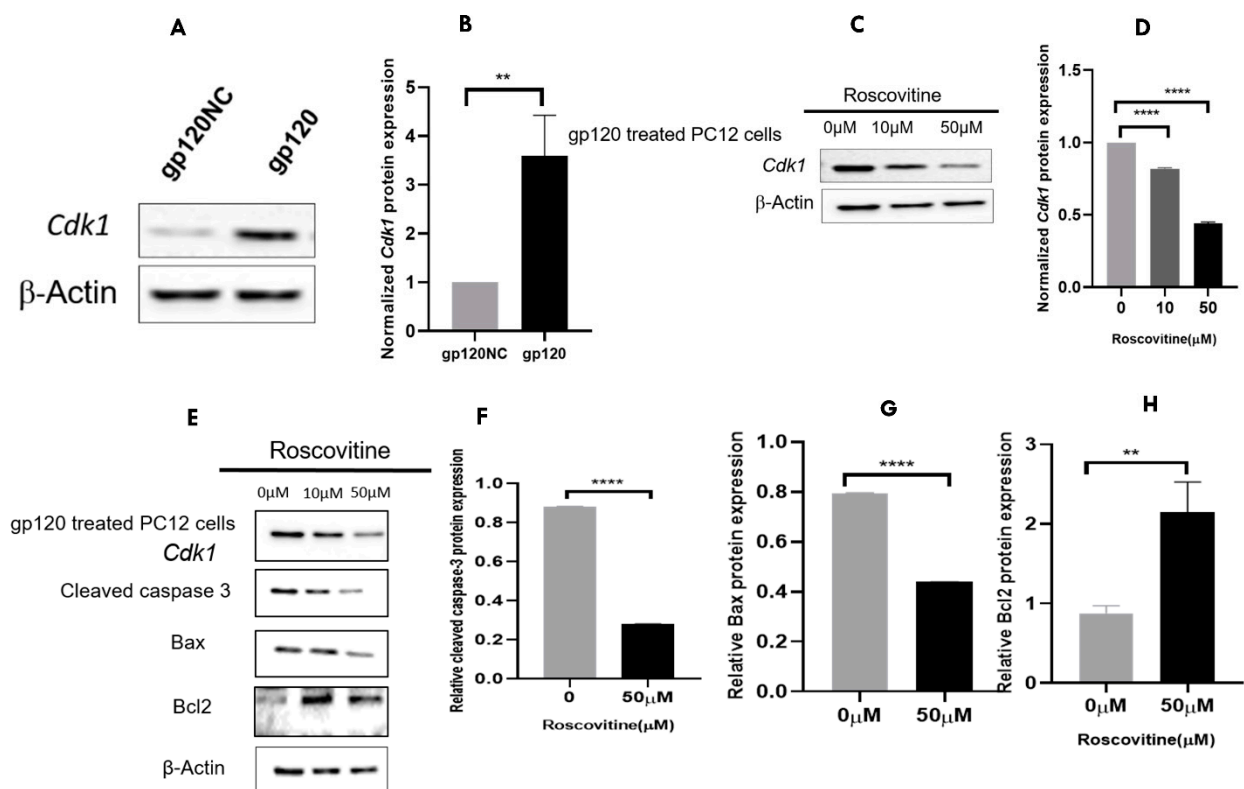 A
gp120NC
gp120
Cdk1
β-Actin
B
Normalized Cdk1 protein expression
5
4
3
2
1
0
**
gp120NC
gp120
C
Roscovitine
0μM 10μM 50μM
gp120 treated PC12 cells
Cdk1
β-Actin
D
Normalized Cdk1 protein expression
1.5
1.0
0.5
0.0
****
****
0 10 50
Roscovitine(μM)
E
Roscovitine
0μM 10μM 50μM
gp120 treated PC12 cells
Cdk1
Cleaved caspase 3
Bax
Bcl2
β-Actin
F
Relative cleaved caspase-3 protein expression
1.0
0.8
0.6
0.4
0.2
0.0
****
0 50μM
Roscovitine(μM)
G
Relative Bax protein expression
1.0
0.8
0.6
0.4
0.2
0.0
****
0μM 50μM
H
Relative Bcl2 protein expression
3
2
1
0
**
0μM 50μM
Roscovitine(μM)